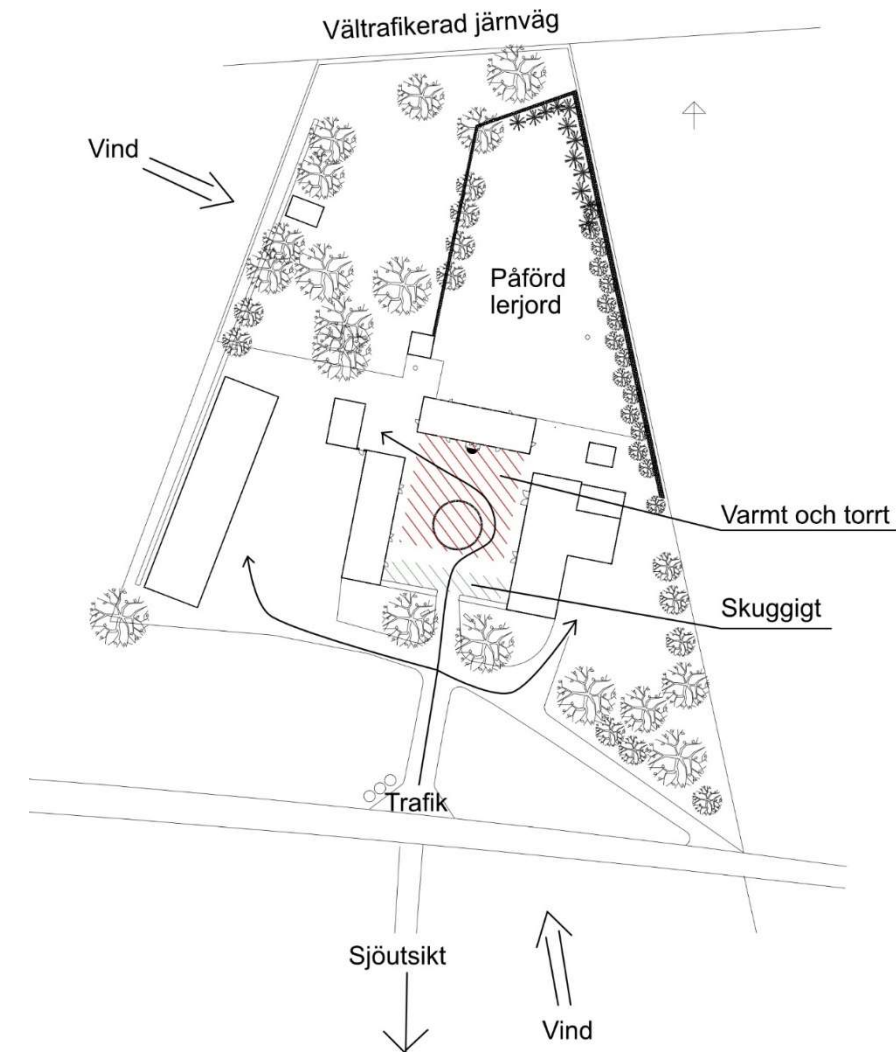 Vältrafikerad järnväg
Vind
Påförd
lerjord
Varmt och torrt
Skuggigt
Trafik
Sjöutsikt
Vind